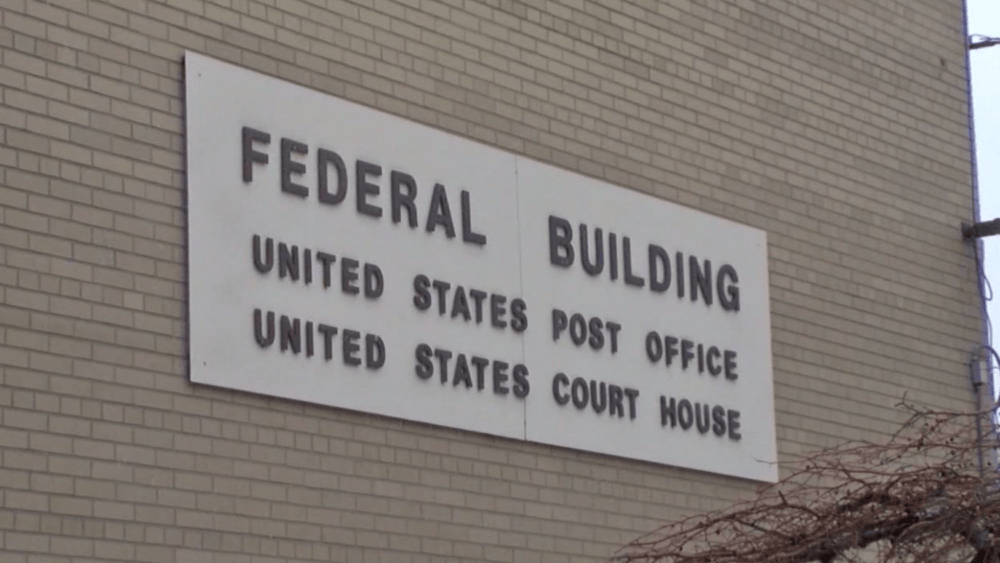 FEDERAL BUILDING
UNITED STATES POST OFFICE
UNITED STATES COURT HOUSE